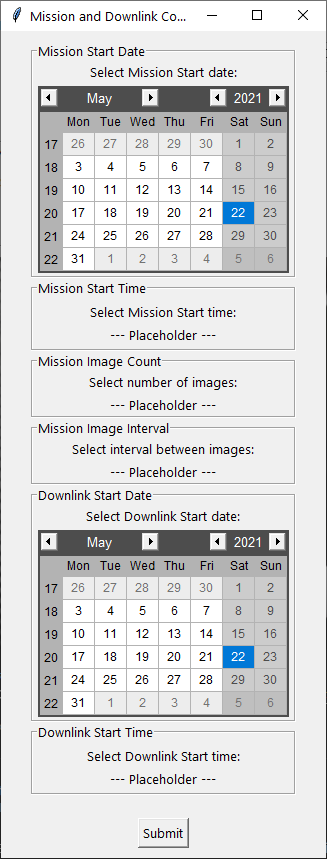 Mission and Downlink Co...
Mission Start Date
Select Mission Start date:
May 2021
Mon Tue Wed Thu Fri Sat Sun
17 26 27 28 29 30 1 2
18 3 4 5 6 7 8 9
19 10 11 12 13 14 15 16
20 17 18 19 20 21 22 23
21 24 25 26 27 28 29 30
22 31 1 2 3 4 5 6
Mission Start Time
Select Mission Start time:
--- Placeholder ---
Mission Image Count
Select number of images:
--- Placeholder ---
Mission Image Interval
Select interval between images:
--- Placeholder ---
Downlink Start Date
Select Downlink Start date:
May 2021
Mon Tue Wed Thu Fri Sat Sun
17 26 27 28 29 30 1 2
18 3 4 5 6 7 8 9
19 10 11 12 13 14 15 16
20 17 18 19 20 21 22 23
21 24 25 26 27 28 29 30
22 31 1 2 3 4 5 6
Downlink Start Time
Select Downlink Start time:
--- Placeholder ---
Submit